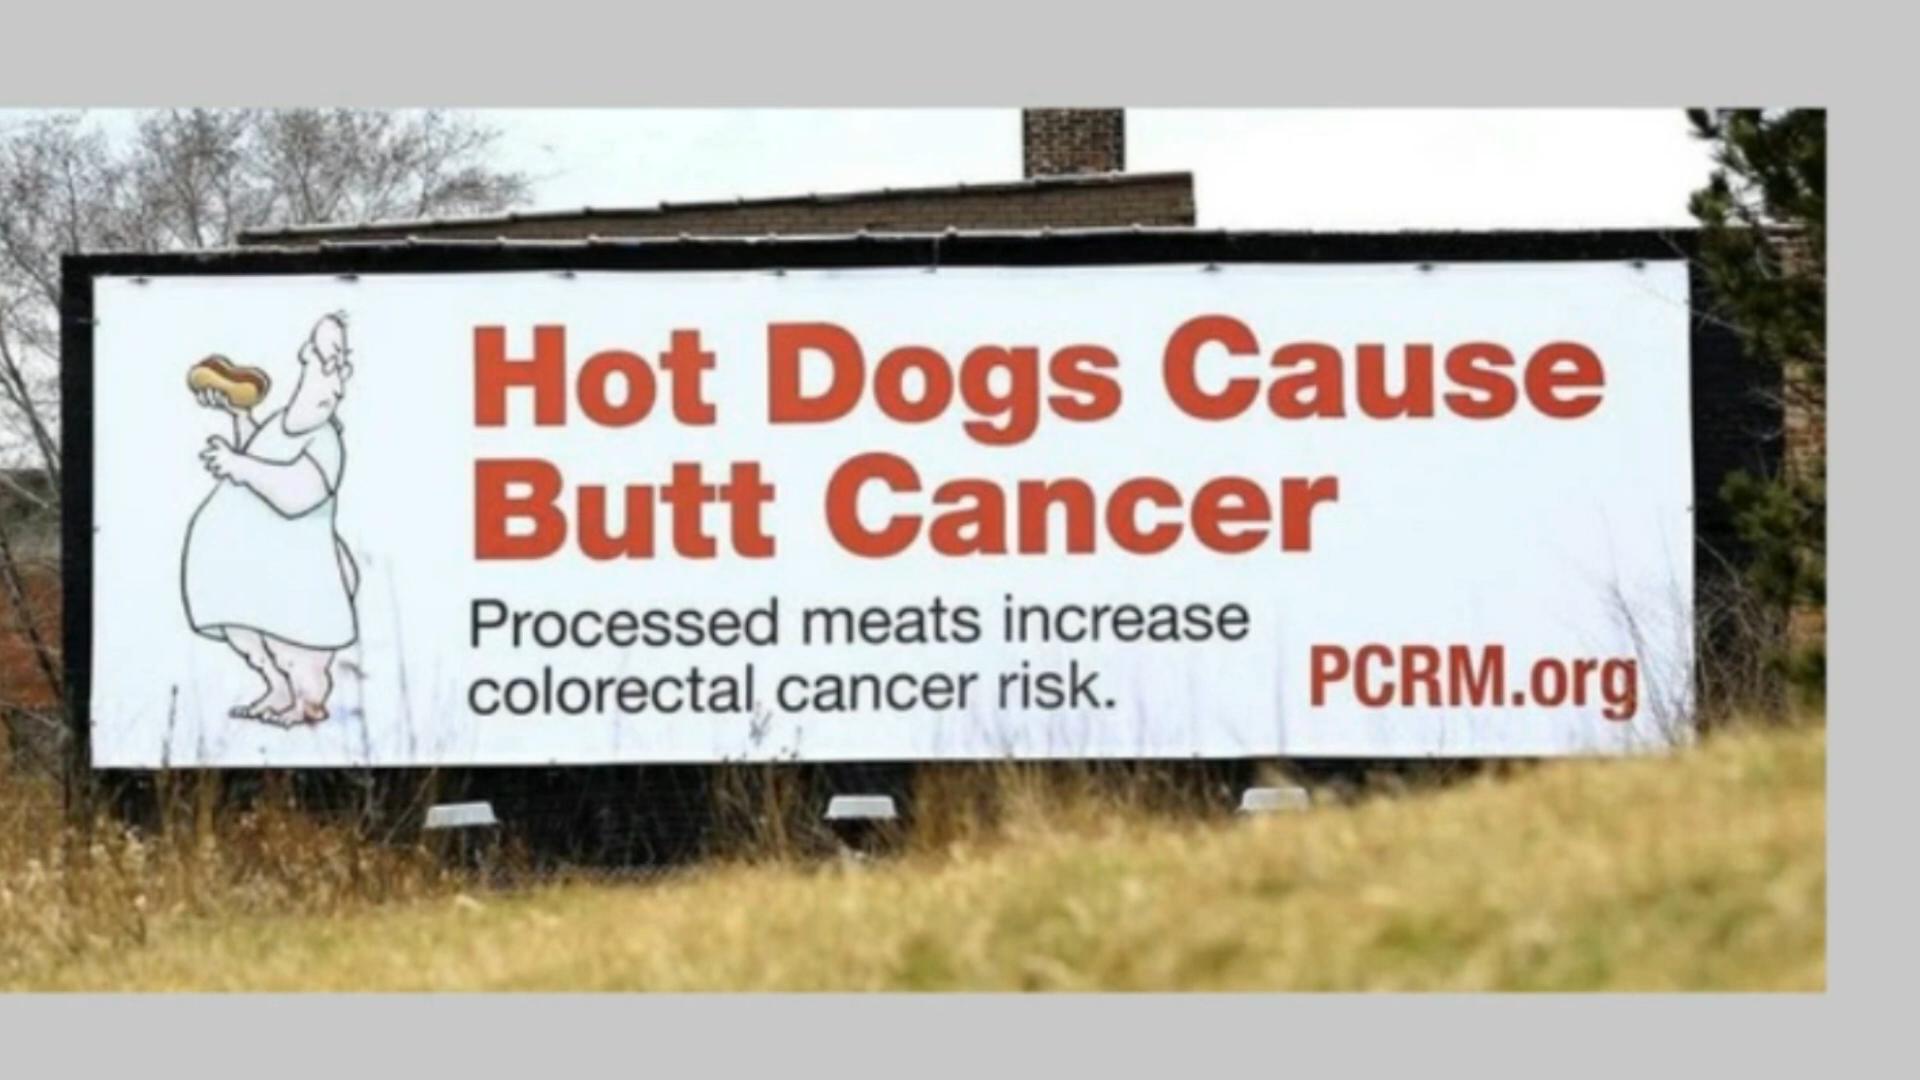 Hot Dogs Cause
Butt Cancer
Processed meats increase
colorectal cancer risk.
PCRM.org